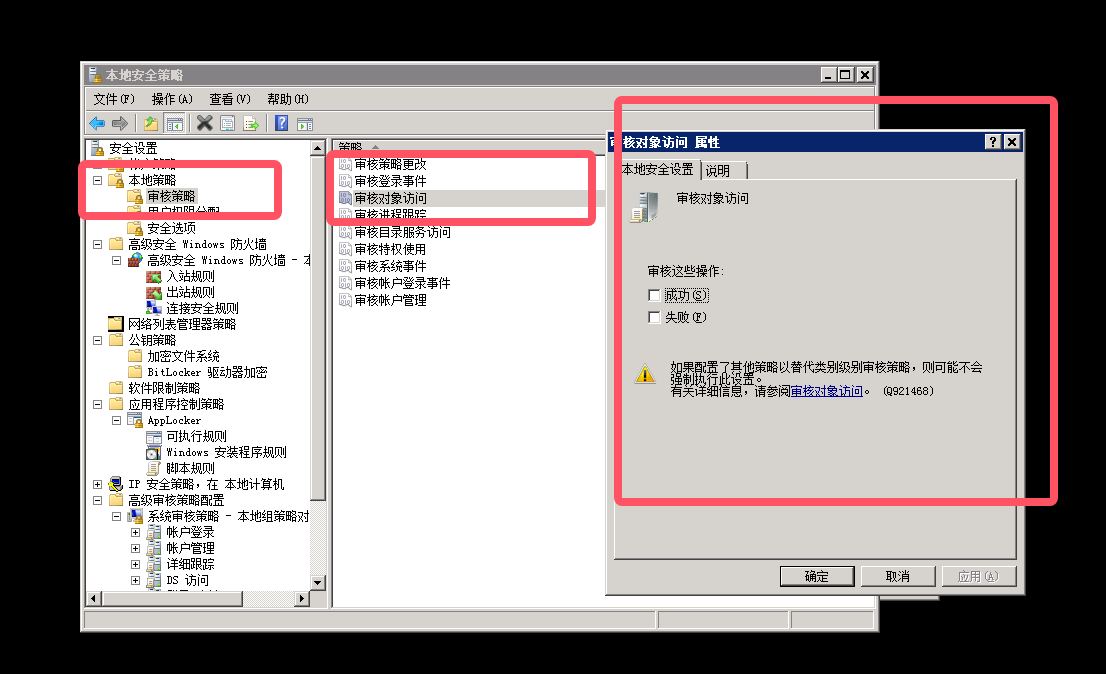 本地安全策略
文件(F) 操作(A) 查看(V) 帮助(H)
安全设置
本地策略
审核策略
用户权限分配
安全选项
高级安全 Windows 防火墙
高级安全 Windows 防火墙 - 本
入站规则
出站规则
连接安全规则
网络列表管理器策略
公钥策略
加密文件系统
BitLocker 驱动器加密
软件限制策略
应用程序控制策略
AppLocker
可执行规则
Windows 安装程序规则
脚本规则
IP 安全策略，在 本地计算机
高级审核策略配置
系统审核策略 - 本地组策略对
帐户登录
帐户管理
详细跟踪
DS 访问
策略
审核策略更改
审核登录事件
审核对象访问
审核进程跟踪
审核目录服务访问
审核特权使用
审核系统事件
审核帐户登录事件
审核帐户管理
审核对象访问 属性
本地安全设置 说明
审核对象访问
审核这些操作:
成功(S)
失败(F)
如果配置了其他策略以替代类别级别审核策略，则可能不会
强制执行此设置。
有关详细信息，请参阅审核对象访问。 (Q921468)
确定 取消 应用(A)